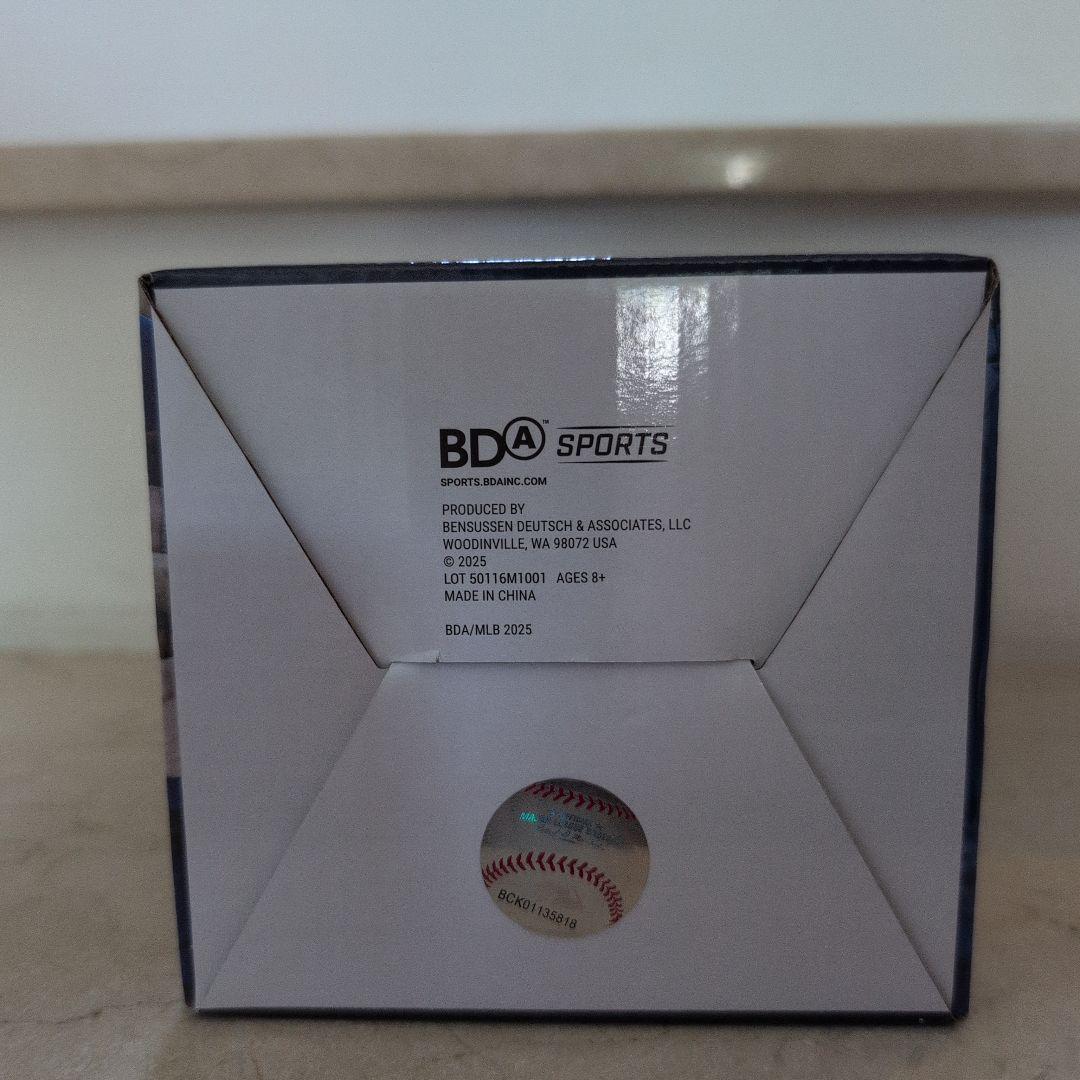 BDA™ SPORTS
SPORTS.BDAINC.COM
PRODUCED BY
BENSUSSEN DEUTSCH & ASSOCIATES, LLC
WOODINVILLE, WA 98072 USA
© 2025
LOT 50116M1001 AGES 8+
MADE IN CHINA
BDA/MLB 2025
BCK01135818